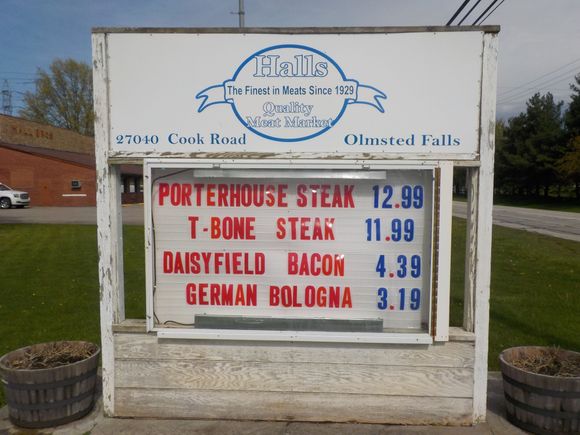 Halls
The Finest in Meats Since 1929
Quality
Meat Market
27040 Cook Road Olmsted Falls
PORTERHOUSE STEAK 12.99
T-BONE STEAK 11.99
DAISYFIELD BACON 4.39
GERMAN BOLOGNA 3.19